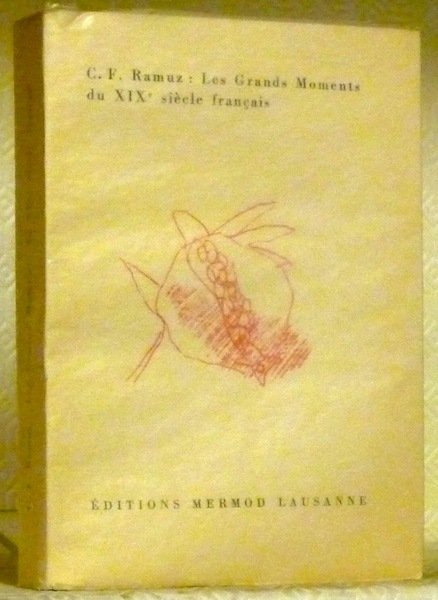 C. F. Ramuz : Les Grands Moments
du XIXᵉ siècle français
ÉDITIONS MERMOD LAUSANNE